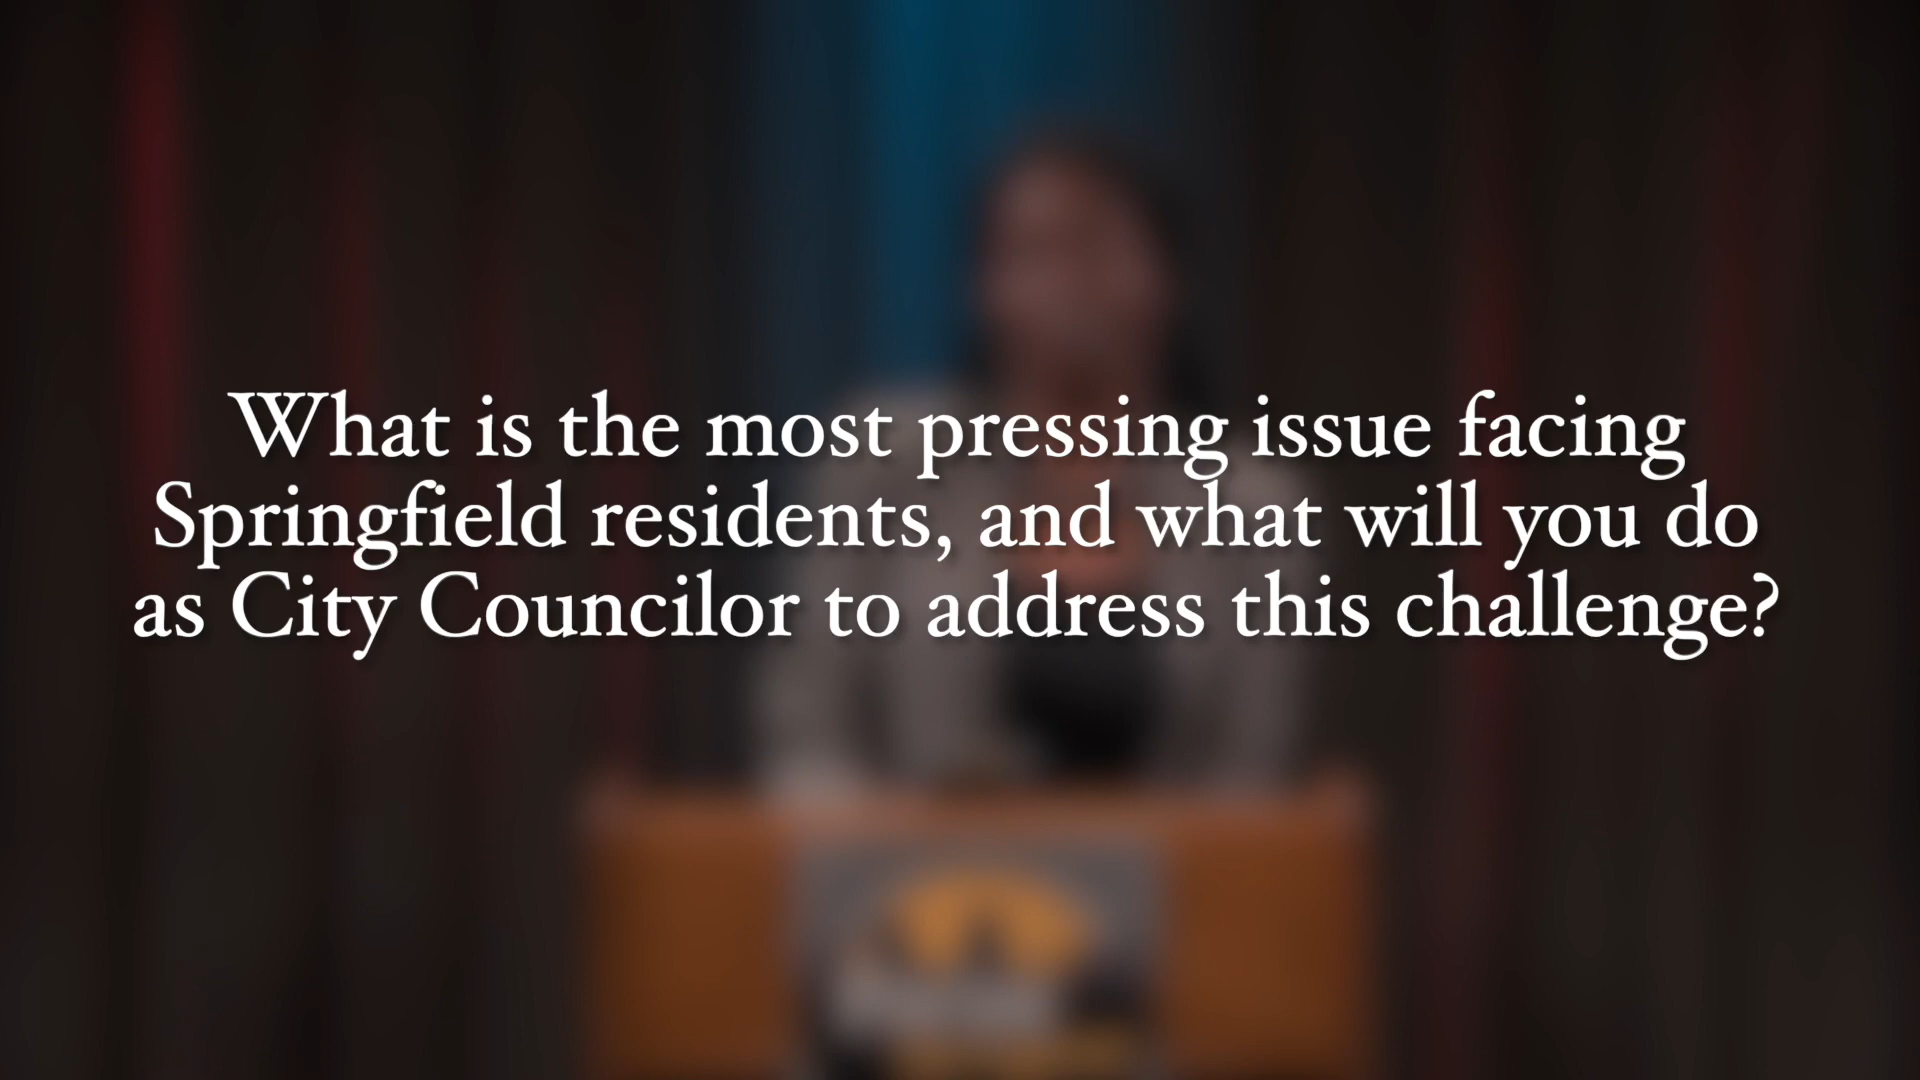 What is the most pressing issue facing
Springfield residents, and what will you do
as City Councilor to address this challenge?